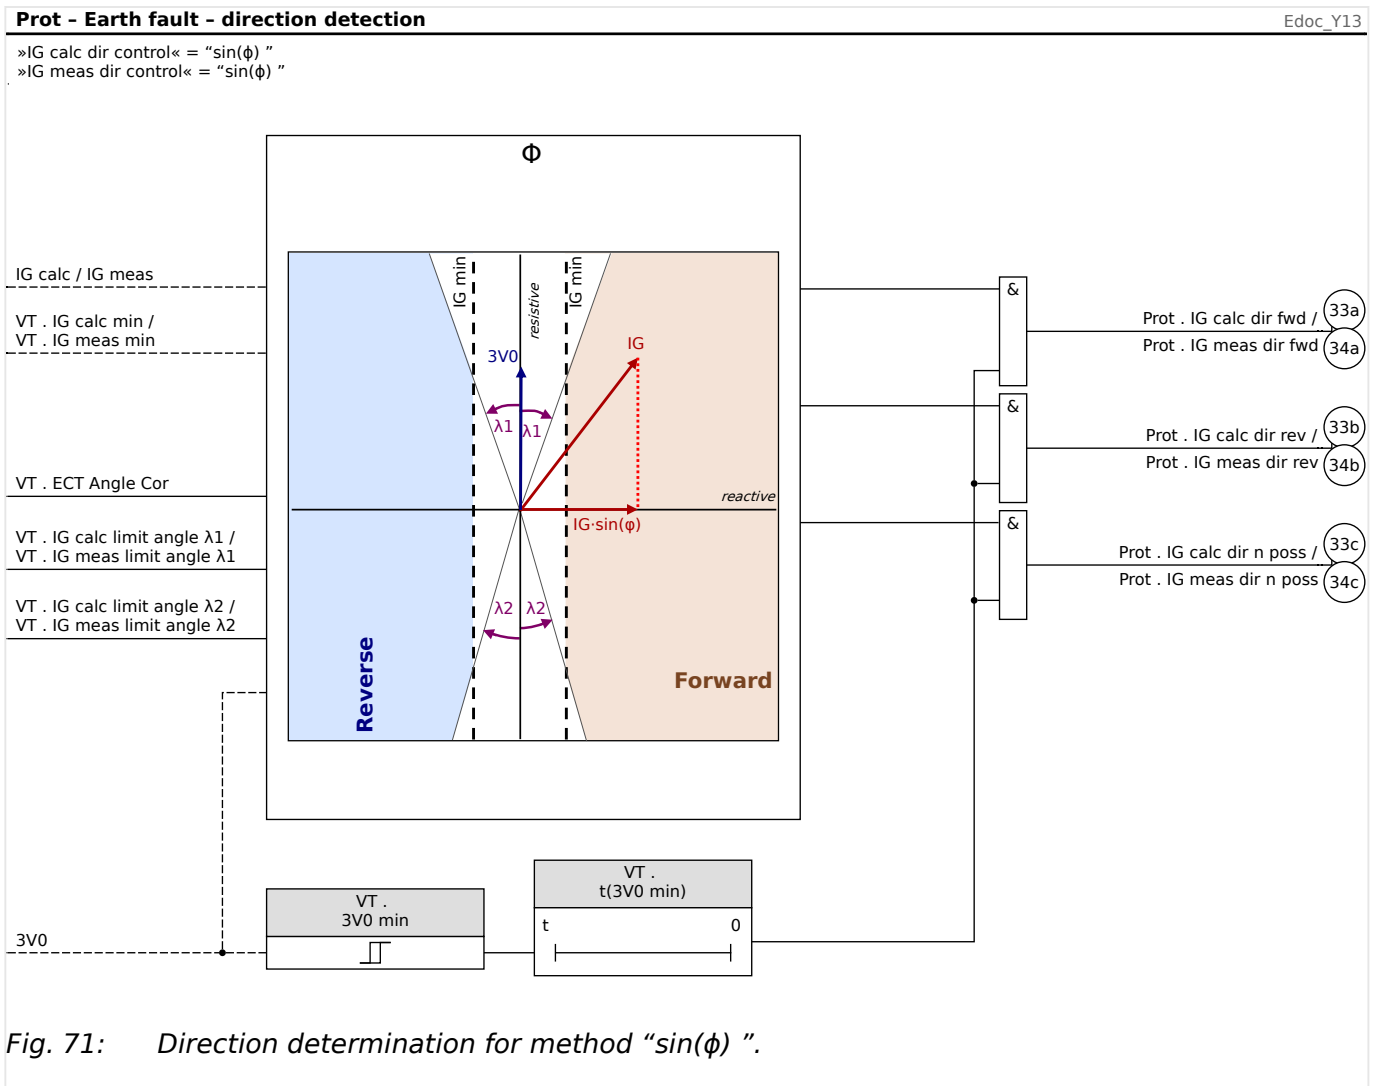 Prot – Earth fault – direction detection
Edoc_Y13
»IG calc dir control« = “sin(ϕ) ”
»IG meas dir control« = “sin(ϕ) ”
Φ
IG calc / IG meas
VT . IG calc min /
VT . IG meas min
VT . ECT Angle Cor
VT . IG calc limit angle λ1 /
VT . IG meas limit angle λ1
VT . IG calc limit angle λ2 /
VT . IG meas limit angle λ2
3V0
IG min
resistive
IG min
3V0
IG
λ1
λ1
reactive
IG·sin(φ)
λ2
λ2
Reverse
Forward
&
Prot . IG calc dir fwd /
33a
Prot . IG meas dir fwd
34a
&
Prot . IG calc dir rev /
33b
Prot . IG meas dir rev
34b
&
Prot . IG calc dir n poss /
33c
Prot . IG meas dir n poss
34c
VT .
3V0 min
VT .
t(3V0 min)
t
0
Fig. 71: Direction determination for method “sin(ϕ) ”.